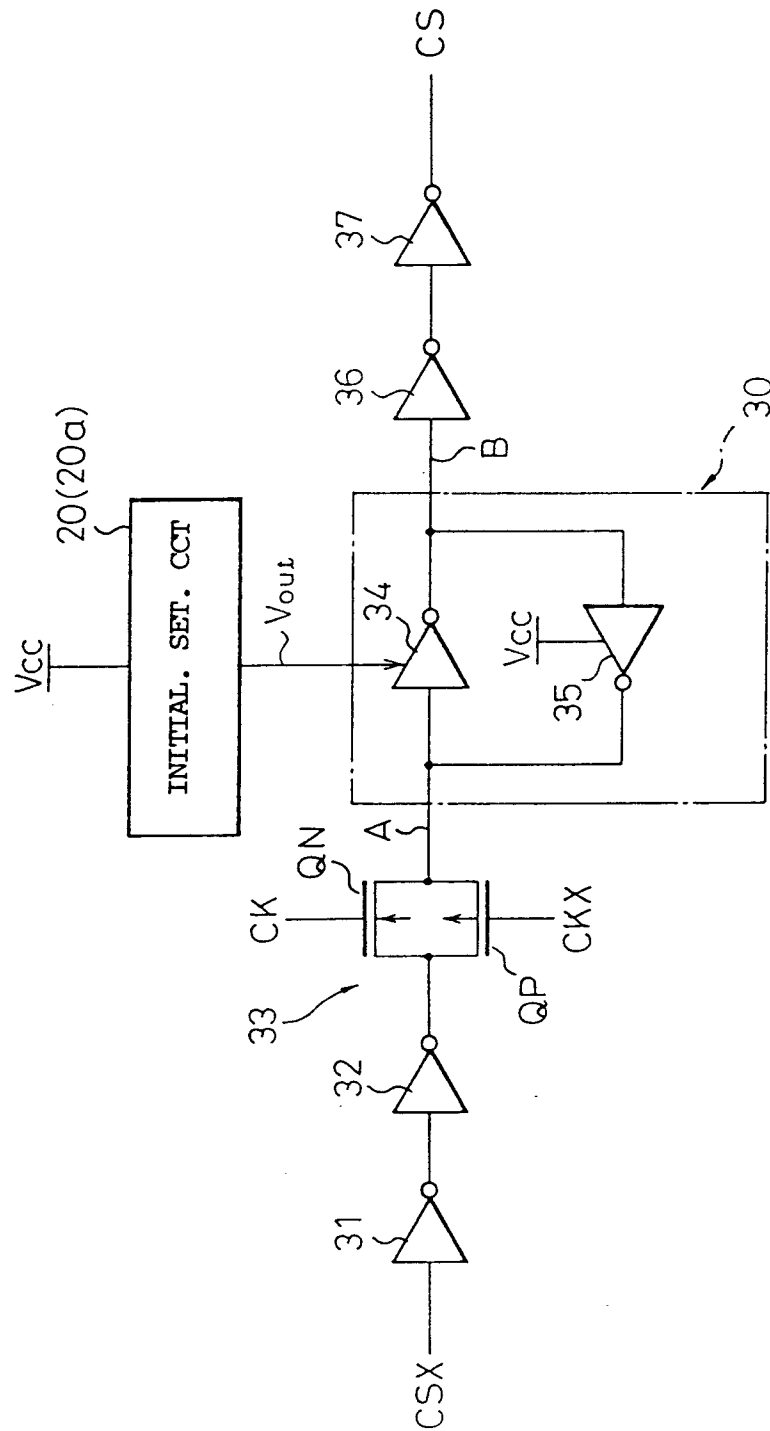 Vcc
20(20a)
INITIAL. SET. CCT
Vout
CSX
31
32
33
CK
QN
QP
CKX
A
34
Vcc
35
B
30
36
37
CS